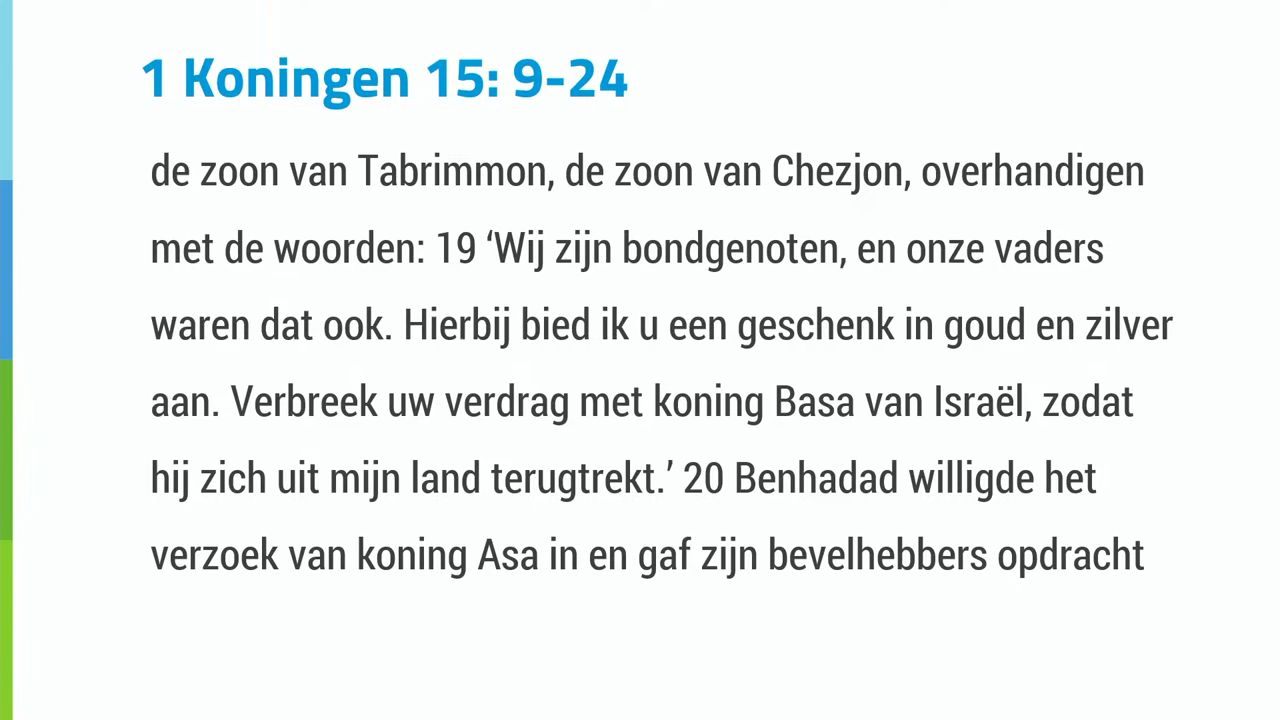 1 Koningen 15: 9-24
de zoon van Tabrimmon, de zoon van Chezjon, overhandigen
met de woorden: 19 ‘Wij zijn bondgenoten, en onze vaders
waren dat ook. Hierbij bied ik u een geschenk in goud en zilver
aan. Verbreek uw verdrag met koning Basa van Israël, zodat
hij zich uit mijn land terugtrekt.’ 20 Benhadad willigde het
verzoek van koning Asa in en gaf zijn bevelhebbers opdracht